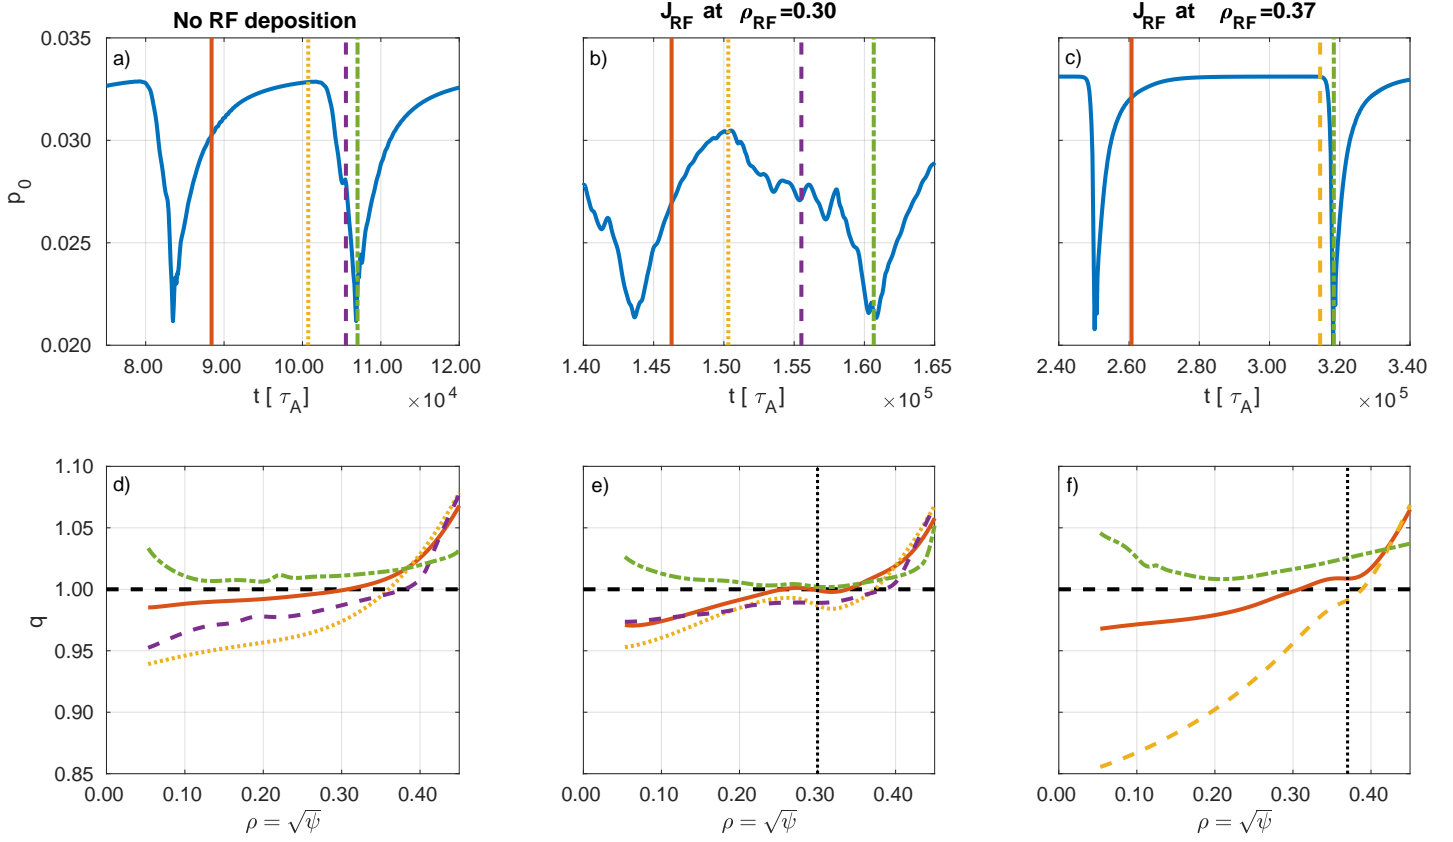 No RF deposition
J_RF at ρ_RF=0.30
J_RF at ρ_RF=0.37
a)
b)
c)
0.035
0.030
0.025
0.020
p_0
8.00 9.00 10.00 11.00 12.00
1.40 1.45 1.50 1.55 1.60 1.65
2.40 2.60 2.80 3.00 3.20 3.40
t [ τ_A] ×10^4
t [ τ_A] ×10^5
t [ τ_A] ×10^5
d)
e)
f)
1.10
1.05
1.00
0.95
0.90
0.85
q
0.00 0.10 0.20 0.30 0.40
0.00 0.10 0.20 0.30 0.40
0.00 0.10 0.20 0.30 0.40
ρ = √ψ
ρ = √ψ
ρ = √ψ